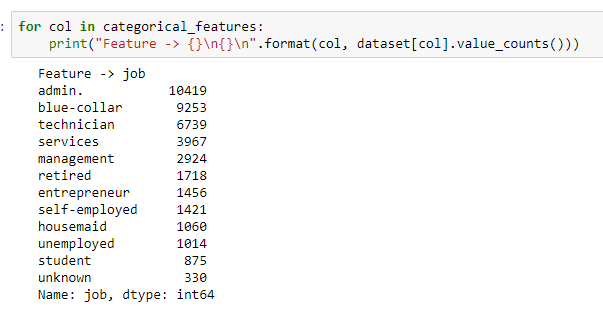 : for col in categorical_features:
    print("Feature -> {}\n{}\n".format(col, dataset[col].value_counts()))
Feature -> job
admin.           10419
blue-collar       9253
technician        6739
services          3967
management        2924
retired           1718
entrepreneur      1456
self-employed     1421
housemaid         1060
unemployed        1014
student            875
unknown            330
Name: job, dtype: int64